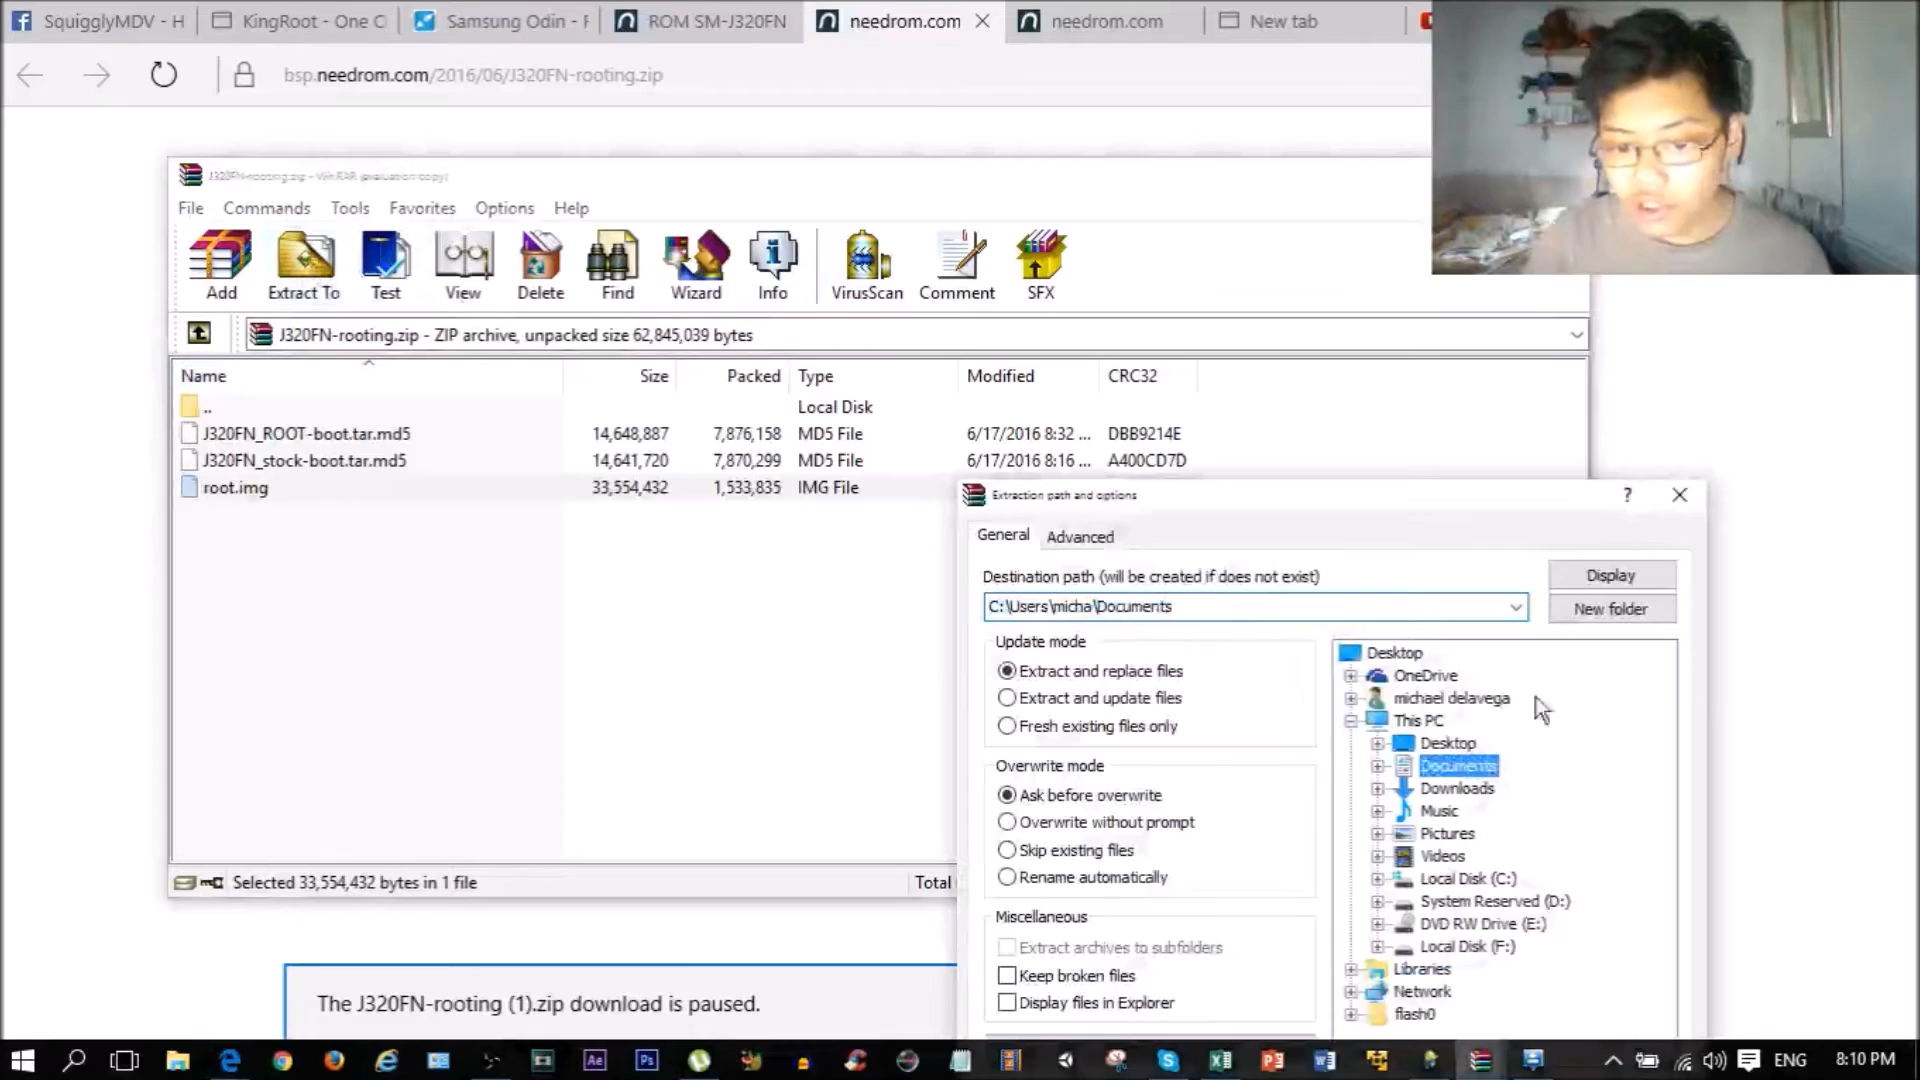 SquigglyMDV - H
KingRoot - One C
Samsung Odin - F
ROM SM-J320FN
needrom.com
needrom.com
New tab
bsp.needrom.com/2016/06/J320FN-rooting.zip
J320FN-rooting.zip - WinRAR (evaluation copy)
File Commands Tools Favorites Options Help
Add Extract To Test View Delete Find Wizard Info VirusScan Comment SFX
J320FN-rooting.zip - ZIP archive, unpacked size 62,845,039 bytes
Name Size Packed Type Modified CRC32
.. Local Disk
J320FN_ROOT-boot.tar.md5 14,648,887 7,876,158 MD5 File 6/17/2016 8:32 ... DBB9214E
J320FN_stock-boot.tar.md5 14,641,720 7,870,299 MD5 File 6/17/2016 8:16 ... A400CD7D
root.img 33,554,432 1,533,835 IMG File
Extraction path and options
General Advanced
Destination path (will be created if does not exist)
Display
C:\Users\micha\Documents
New folder
Update mode
Extract and replace files
Extract and update files
Fresh existing files only
Overwrite mode
Ask before overwrite
Overwrite without prompt
Skip existing files
Rename automatically
Miscellaneous
Extract archives to subfolders
Keep broken files
Display files in Explorer
Desktop
OneDrive
michael delavega
This PC
Desktop
Documents
Downloads
Music
Pictures
Videos
Local Disk (C:)
System Reserved (D:)
DVD RW Drive (E:)
Local Disk (F:)
Libraries
Network
flash0
Selected 33,554,432 bytes in 1 file
Total
The J320FN-rooting (1).zip download is paused.
ENG
8:10 PM